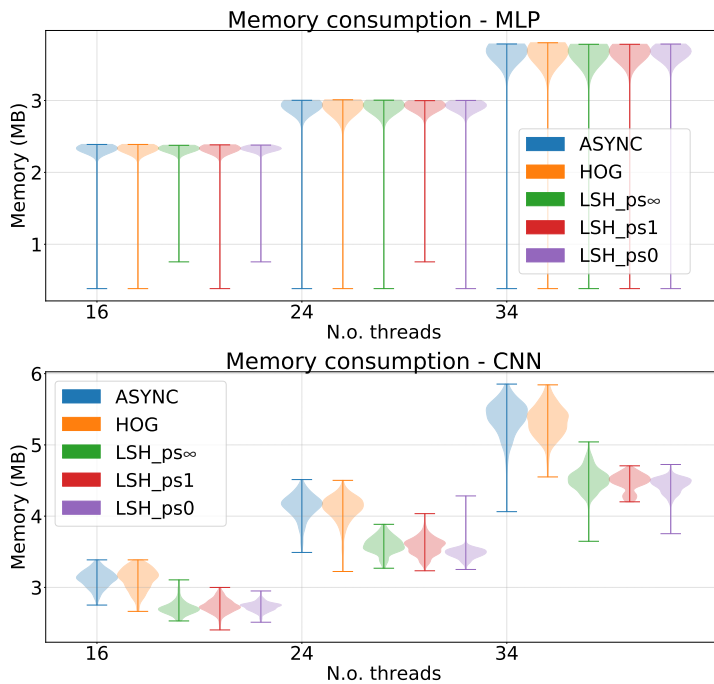 Memory consumption - MLP
Memory (MB)
3
2
1
ASYNC
HOG
LSH_ps∞
LSH_ps1
LSH_ps0
16
24
34
N.o. threads
Memory consumption - CNN
Memory (MB)
6
5
4
3
ASYNC
HOG
LSH_ps∞
LSH_ps1
LSH_ps0
16
24
34
N.o. threads